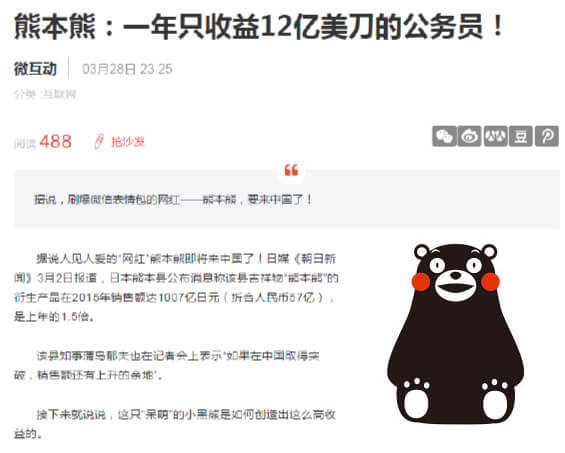 熊本熊：一年只收益12亿美刀的公务员！
微互动 03月28日 23:25
分类：互联网
阅读 488 抢沙发
豆
“
据说，刷爆微信表情包的网红——熊本熊，要来中国了！
据说人见人爱的“网红”熊本熊即将来中国了！日媒《朝日新
闻》3月2日报道，日本熊本县公布消息称该县吉祥物“熊本熊”的
衍生产品在2015年销售额达1007亿日元（折合人民币57亿），
是上年的1.5倍。
该县知事蒲岛郁夫也在记者会上表示“如果在中国取得突
破，销售额还有上升的余地”。
接下来就说说，这只“呆萌”的小黑熊是如何创造出这么高收
益的。